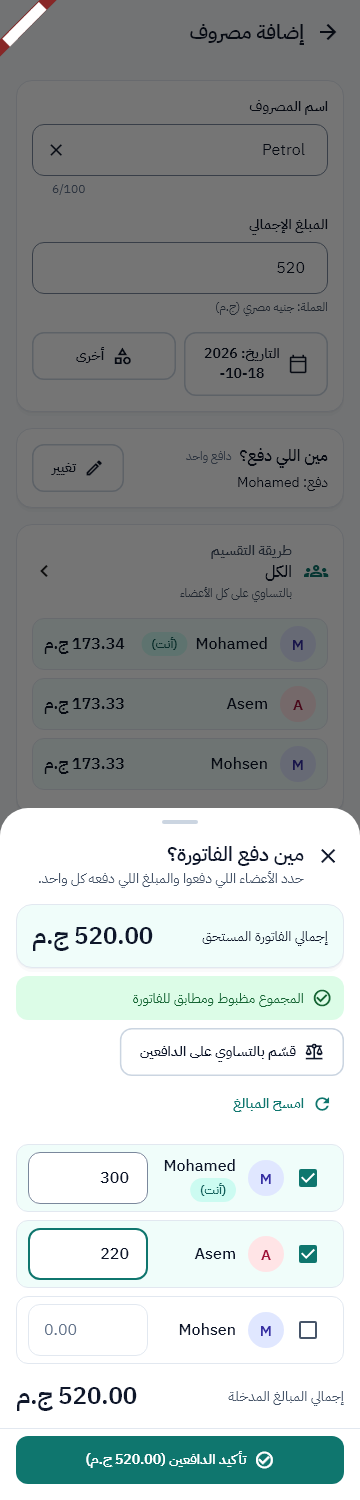 إضافة مصروف
اسم المصروف
Petrol
6/100
المبلغ الإجمالي
520
العملة: جنيه مصري (ج.م)
التاريخ: 2026
-10-18
أخرى
مين اللي دفع؟ دافع واحد
دفع: Mohamed
تغيير
طريقة التقسيم
الكل
بالتساوي على كل الأعضاء
M Mohamed (أنت) 173.34 ج.م
A Asem 173.33 ج.م
M Mohsen 173.33 ج.م
مين دفع الفاتورة؟
حدد الأعضاء اللي دفعوا والمبلغ اللي دفعه كل واحد.
إجمالي الفاتورة المستحق 520.00 ج.م
المجموع مظبوط ومطابق للفاتورة
قسّم بالتساوي على الدافعين
امسح المبالغ
M Mohamed 300
(أنت)
A Asem 220
M Mohsen 0.00
إجمالي المبالغ المدخلة 520.00 ج.م
تأكيد الدافعين (520.00 ج.م)